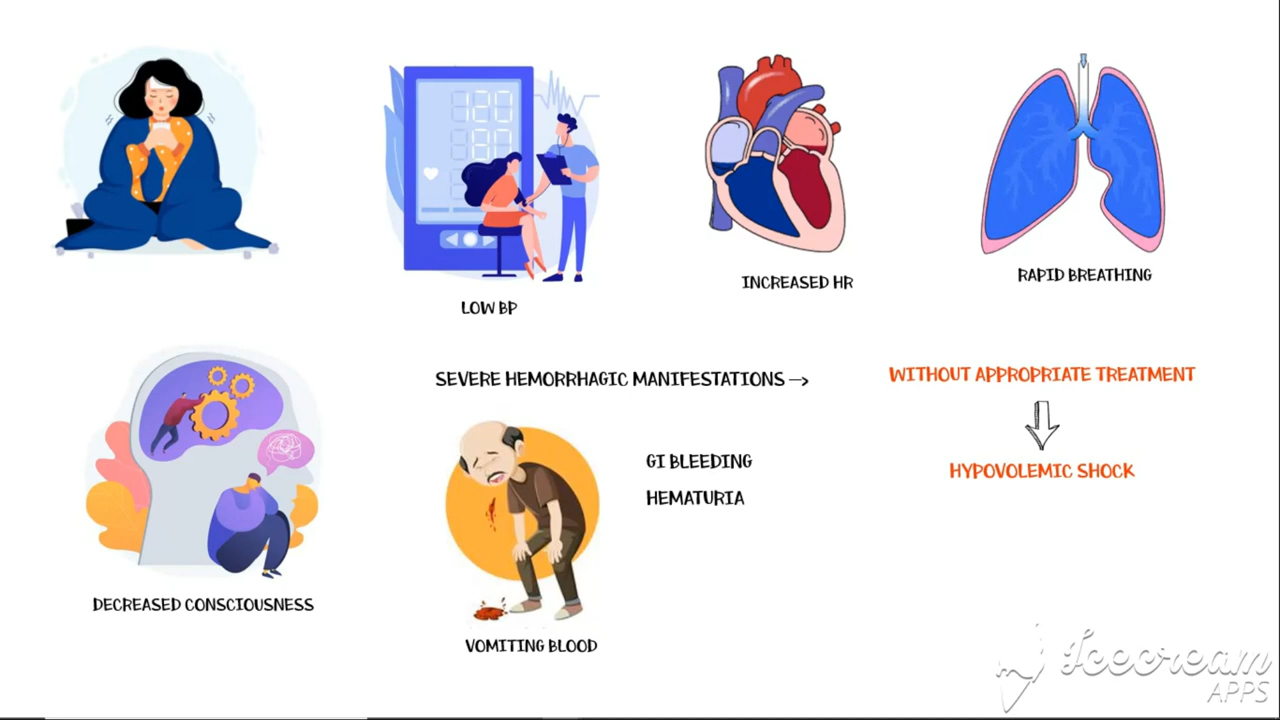 120
LOW BP
INCREASED HR
RAPID BREATHING
SEVERE HEMORRHAGIC MANIFESTATIONS →
WITHOUT APPROPRIATE TREATMENT
HYPOVOLEMIC SHOCK
GI BLEEDING
HEMATURIA
DECREASED CONSCIOUSNESS
VOMITING BLOOD
Icecream
APPS